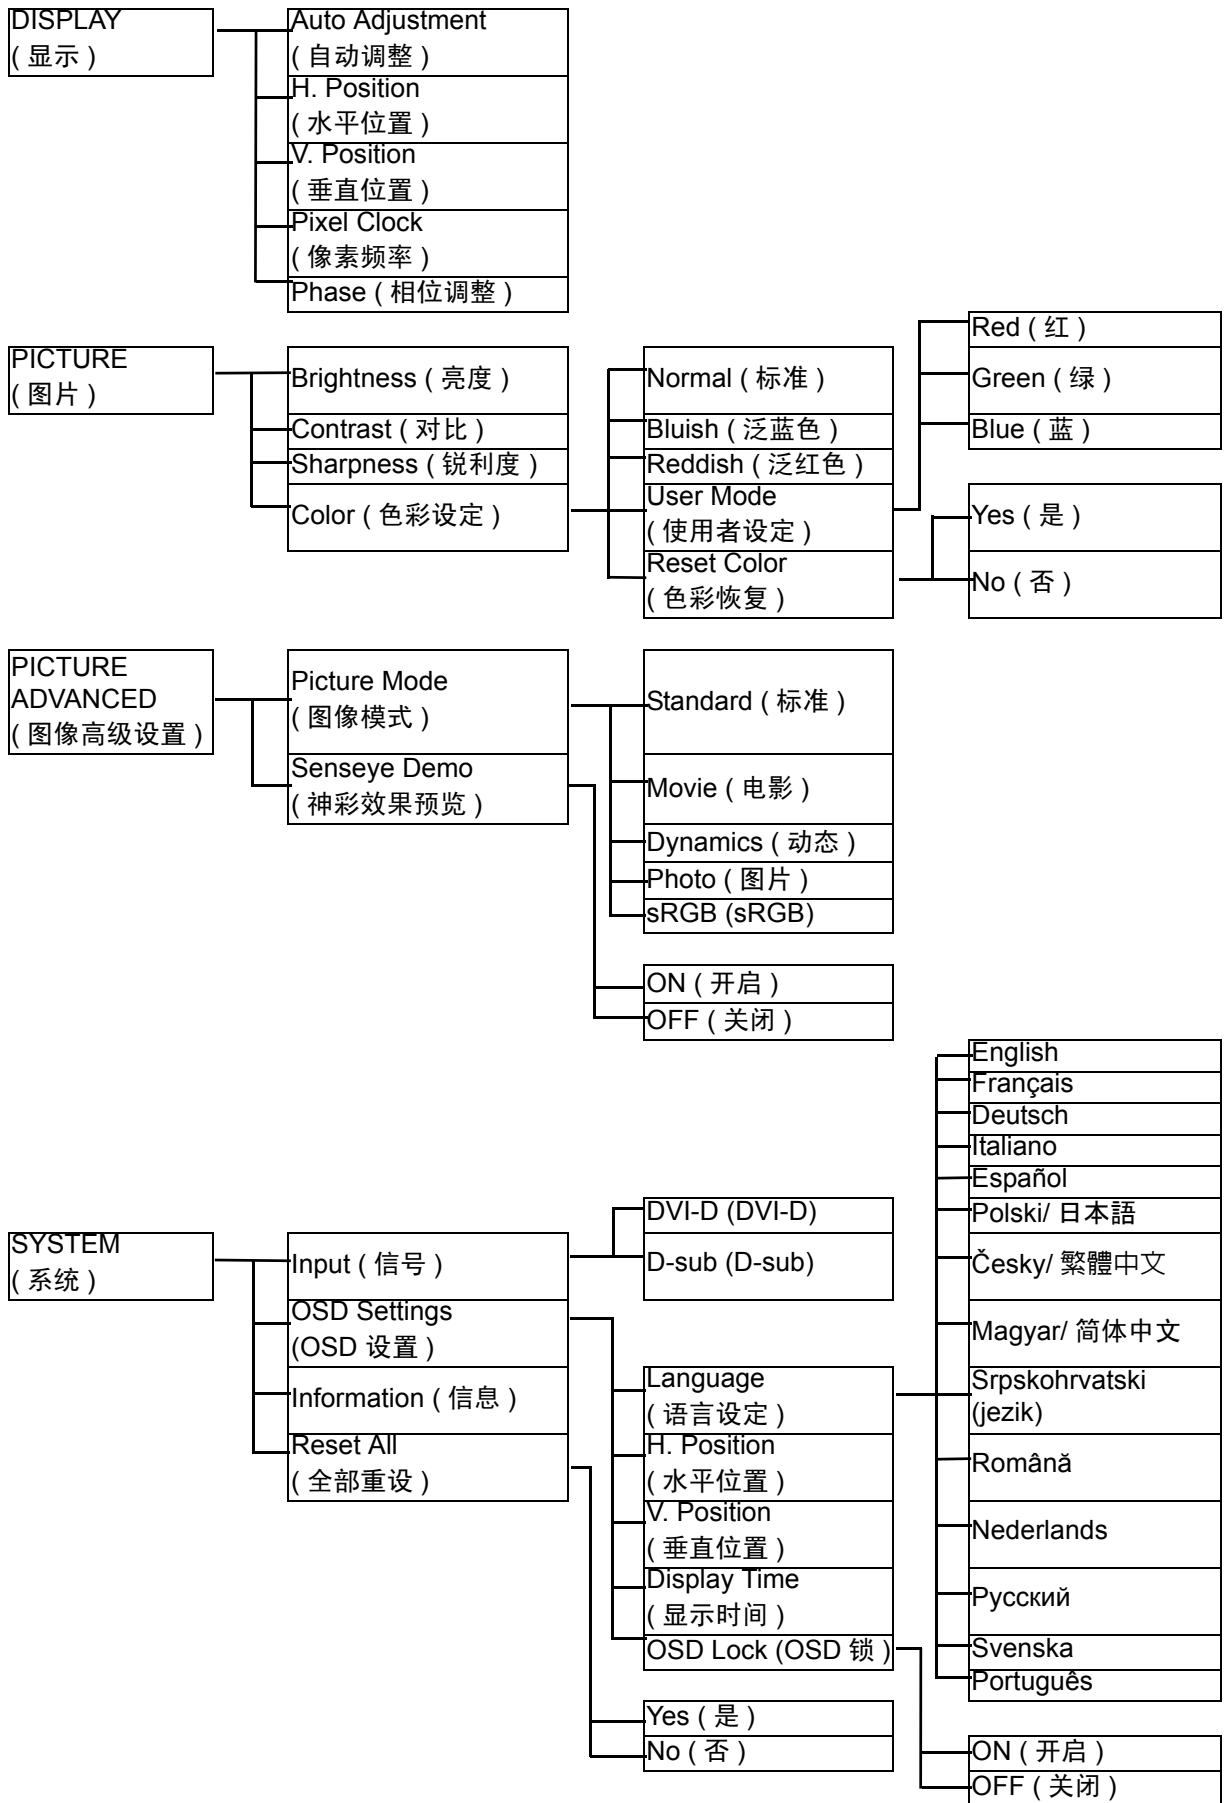 DISPLAY
( 显示 )
Auto Adjustment
( 自动调整 )
H. Position
( 水平位置 )
V. Position
( 垂直位置 )
Pixel Clock
( 像素频率 )
Phase ( 相位调整 )
PICTURE
( 图片 )
Brightness ( 亮度 )
Contrast ( 对比 )
Sharpness ( 锐利度 )
Color ( 色彩设定 )
Normal ( 标准 )
Bluish ( 泛蓝色 )
Reddish ( 泛红色 )
User Mode
( 使用者设定 )
Reset Color
( 色彩恢复 )
Red ( 红 )
Green ( 绿 )
Blue ( 蓝 )
Yes ( 是 )
No ( 否 )
PICTURE
ADVANCED
( 图像高级设置 )
Picture Mode
( 图像模式 )
Senseye Demo
( 神彩效果预览 )
Standard ( 标准 )
Movie ( 电影 )
Dynamics ( 动态 )
Photo ( 图片 )
sRGB (sRGB)
ON ( 开启 )
OFF ( 关闭 )
SYSTEM
( 系统 )
Input ( 信号 )
OSD Settings
(OSD 设置 )
Information ( 信息 )
Reset All
( 全部重设 )
DVI-D (DVI-D)
D-sub (D-sub)
Language
( 语言设定 )
H. Position
( 水平位置 )
V. Position
( 垂直位置 )
Display Time
( 显示时间 )
OSD Lock (OSD 锁 )
Yes ( 是 )
No ( 否 )
English
Français
Deutsch
Italiano
Español
Polski/ 日本語
Česky/ 繁體中文
Magyar/ 简体中文
Srpskohrvatski
(jezik)
Română
Nederlands
Русский
Svenska
Português
ON ( 开启 )
OFF ( 关闭 )